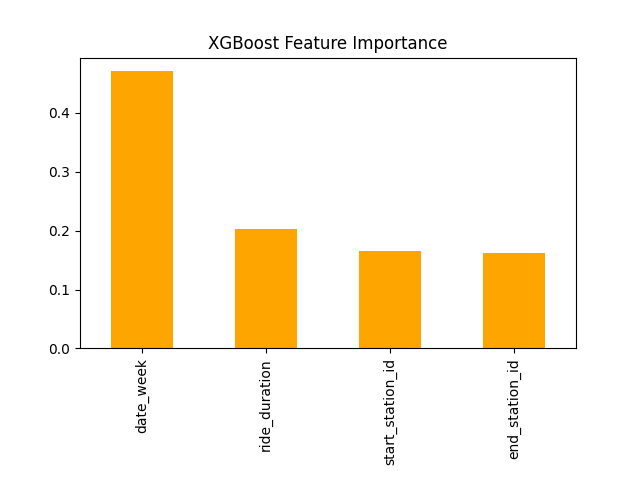 XGBoost Feature Importance
0.4
0.3
0.2
0.1
0.0
date_week
ride_duration
start_station_id
end_station_id